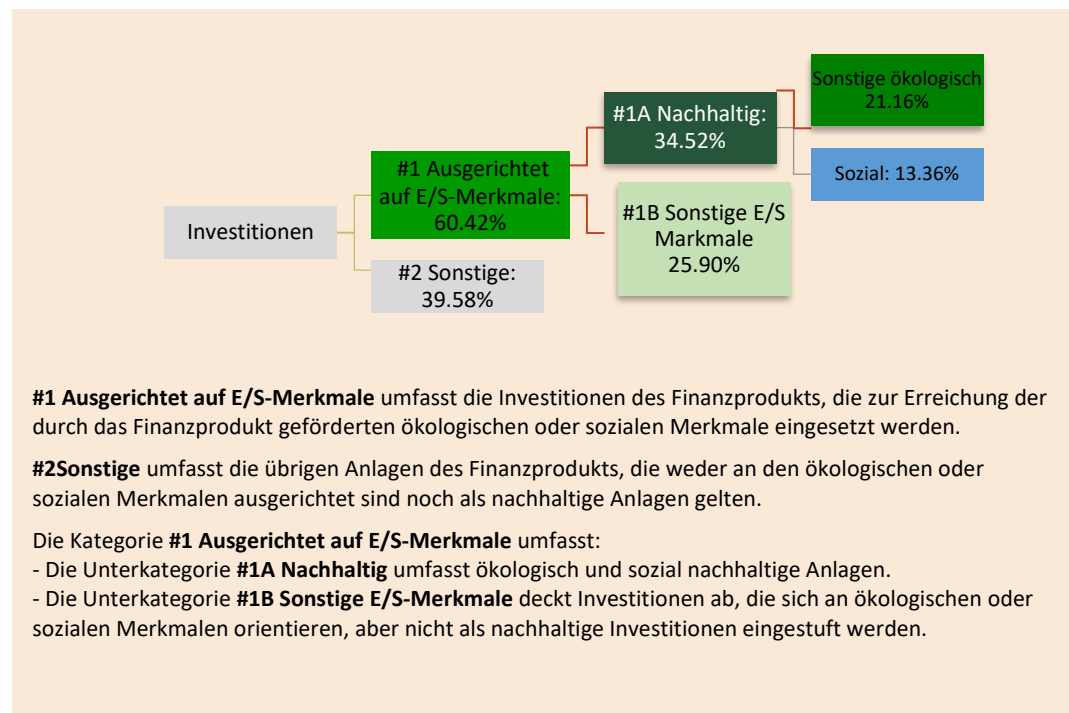 Investitionen
#1 Ausgerichtet
auf E/S-Merkmale:
60.42%
#2 Sonstige:
39.58%
#1A Nachhaltig:
34.52%
#1B Sonstige E/S
Markmale
25.90%
Sonstige ökologisch
21.16%
Sozial: 13.36%
#1 Ausgerichtet auf E/S-Merkmale umfasst die Investitionen des Finanzprodukts, die zur Erreichung der
durch das Finanzprodukt geförderten ökologischen oder sozialen Merkmale eingesetzt werden.
#2Sonstige umfasst die übrigen Anlagen des Finanzprodukts, die weder an den ökologischen oder
sozialen Merkmalen ausgerichtet sind noch als nachhaltige Anlagen gelten.
Die Kategorie #1 Ausgerichtet auf E/S-Merkmale umfasst:
- Die Unterkategorie #1A Nachhaltig umfasst ökologisch und sozial nachhaltige Anlagen.
- Die Unterkategorie #1B Sonstige E/S-Merkmale deckt Investitionen ab, die sich an ökologischen oder
sozialen Merkmalen orientieren, aber nicht als nachhaltige Investitionen eingestuft werden.